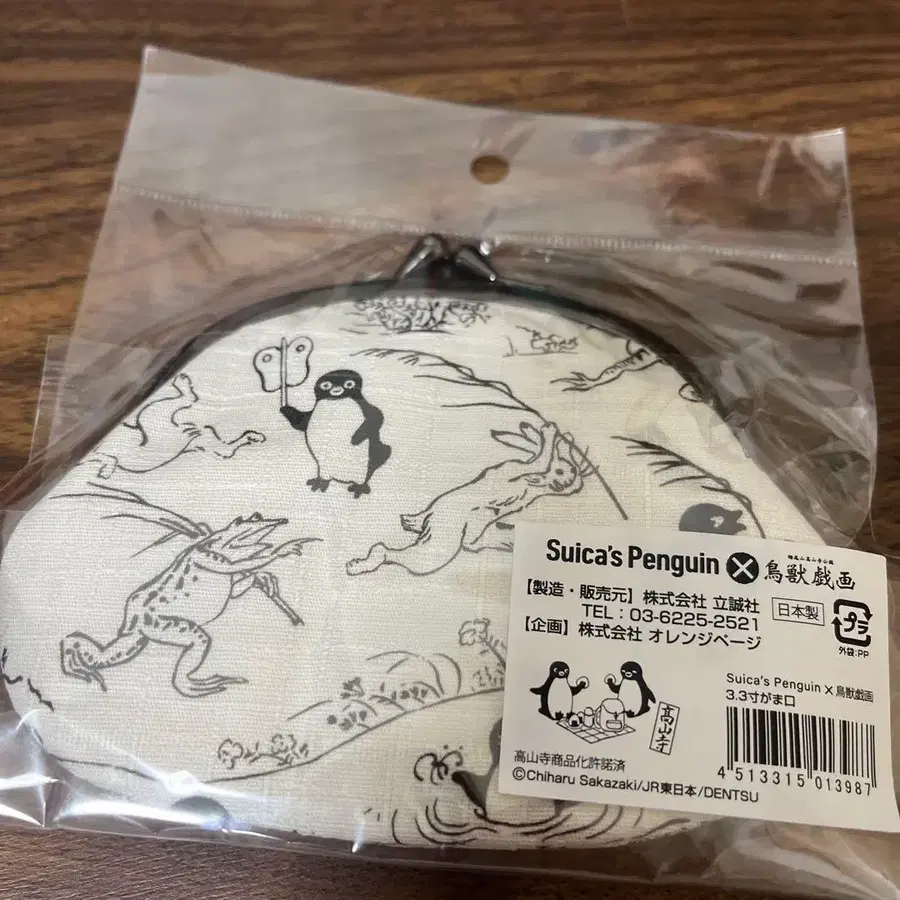 Suica's Penguin × 鳥獣戯画
【製造・販売元】株式会社 立誠社
TEL:03-6225-2521
【企画】株式会社 オレンジページ
日本製
プラ
外袋:PP
高山寺
Suica's Penguin × 鳥獣戯画
3.3寸がま口
高山寺商品化許諾済
©Chiharu Sakazaki/JR東日本/DENTSU
4 513315 013987